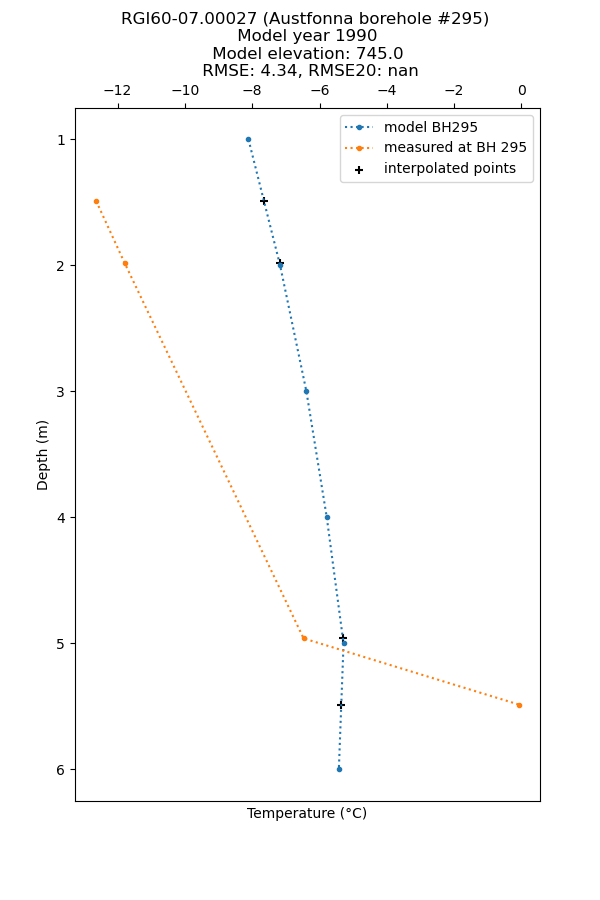 RGI60-07.00027 (Austfonna borehole #295)
Model year 1990
Model elevation: 745.0
RMSE: 4.34, RMSE20: nan
−12 −10 −8 −6 −4 −2 0
model BH295
measured at BH 295
interpolated points
1
2
3
4
5
6
Depth (m)
Temperature (°C)